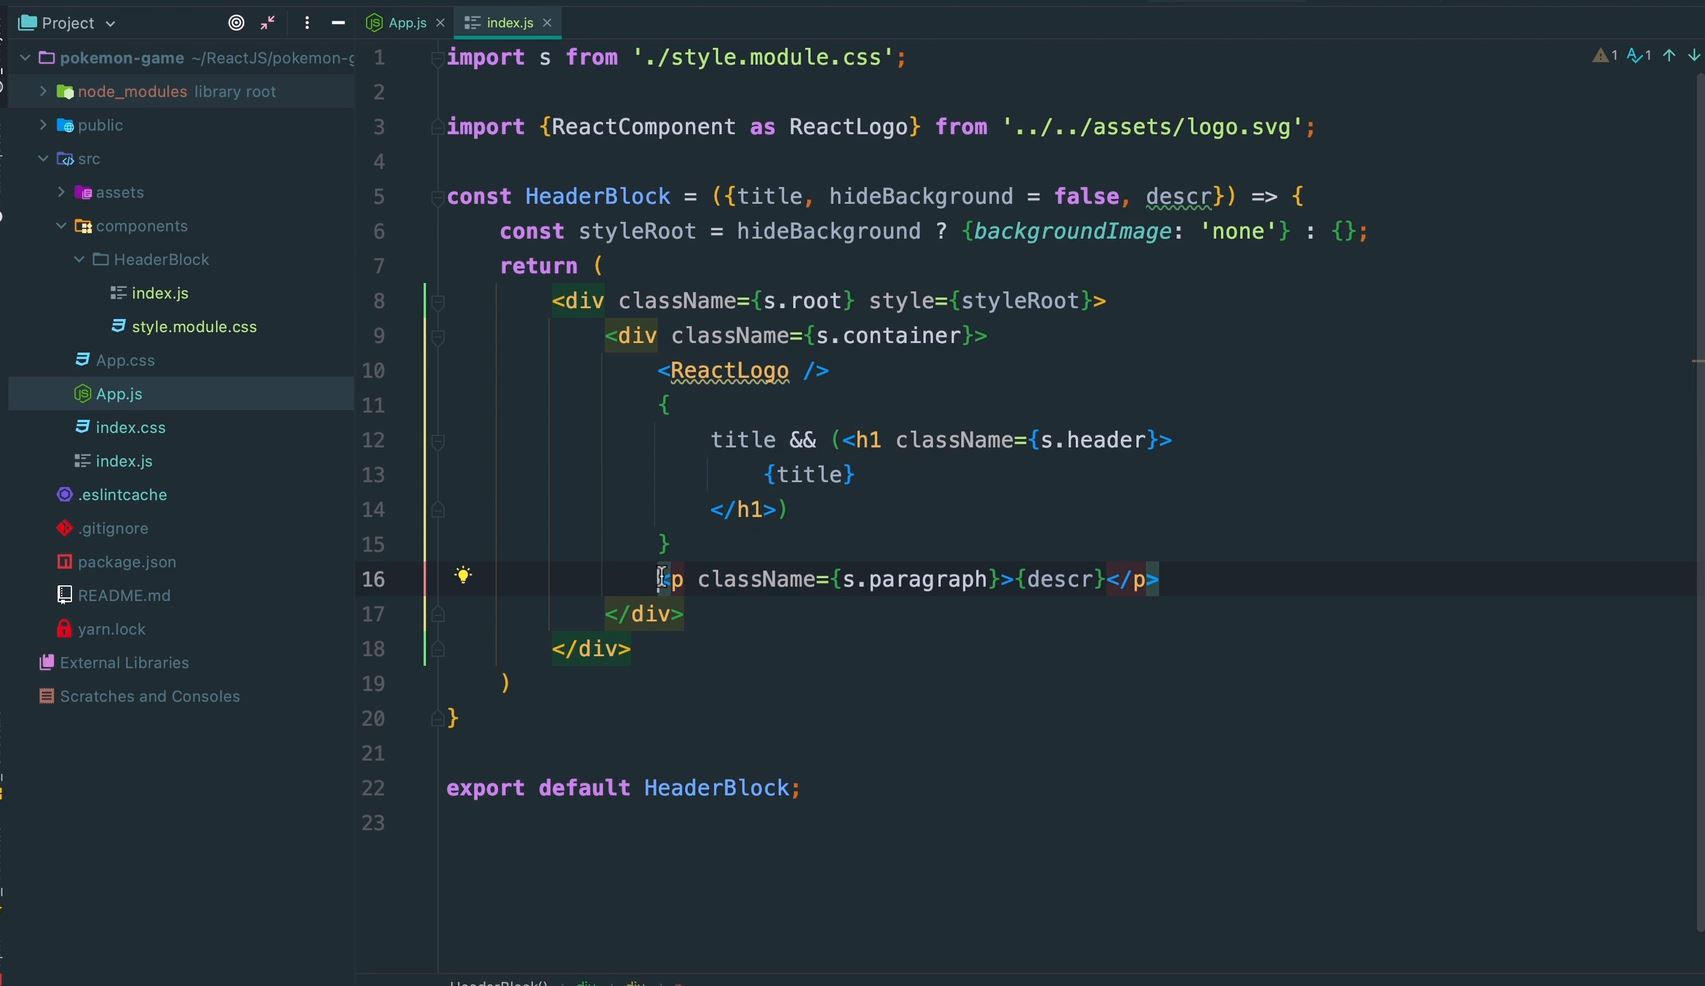 Project
App.js
index.js
pokemon-game ~/ReactJS/pokemon-g
node_modules library root
public
src
assets
components
HeaderBlock
index.js
style.module.css
App.css
App.js
index.css
index.js
.eslintcache
.gitignore
package.json
README.md
yarn.lock
External Libraries
Scratches and Consoles
1 import s from './style.module.css';
2
3 import {ReactComponent as ReactLogo} from '../../assets/logo.svg';
4
5 const HeaderBlock = ({title, hideBackground = false, descr}) => {
6 const styleRoot = hideBackground ? {backgroundImage: 'none'} : {};
7 return (
8 <div className={s.root} style={styleRoot}>
9 <div className={s.container}>
10 <ReactLogo />
11 {
12 title && (<h1 className={s.header}>
13 {title}
14 </h1>)
15 }
16 <p className={s.paragraph}>{descr}</p>
17 </div>
18 </div>
19 )
20 }
21
22 export default HeaderBlock;
23
1 1